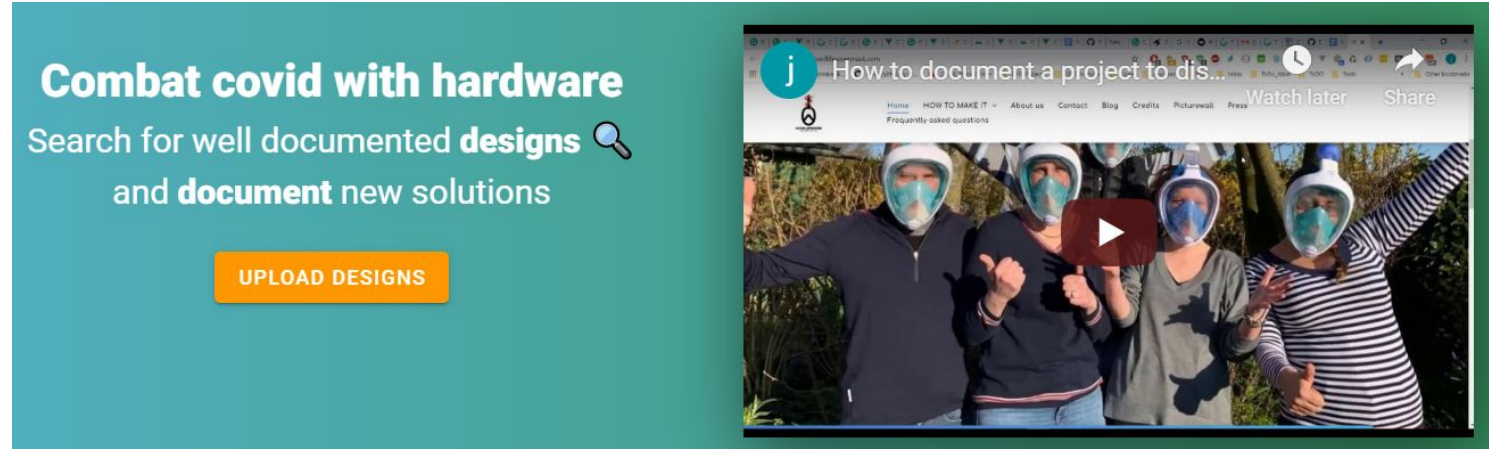 Combat covid with hardware
Search for well documented designs
and document new solutions
UPLOAD DESIGNS
j
How to document a project to dis...
Watch later
Share
Other bookmarks
Home HOW TO MAKE IT About us Contact Blog Credits Picturewall Press
Frequently asked questions